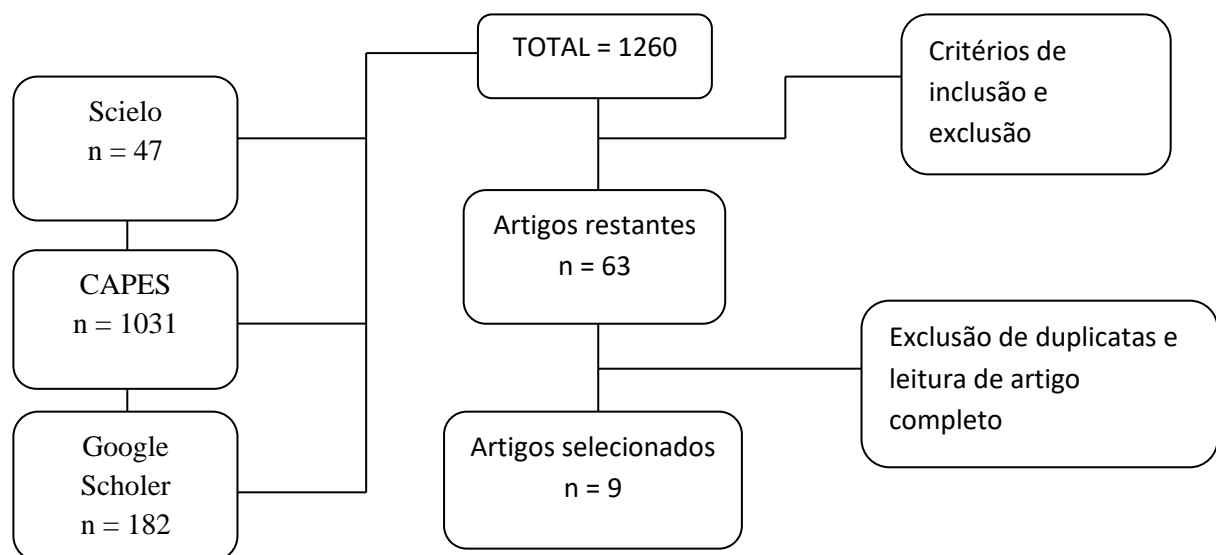 Scielo
n = 47
CAPES
n = 1031
Google
Scholer
n = 182
TOTAL = 1260
Critérios de
inclusão e
exclusão
Artigos restantes
n = 63
Exclusão de duplicatas e
leitura de artigo
completo
Artigos selecionados
n = 9